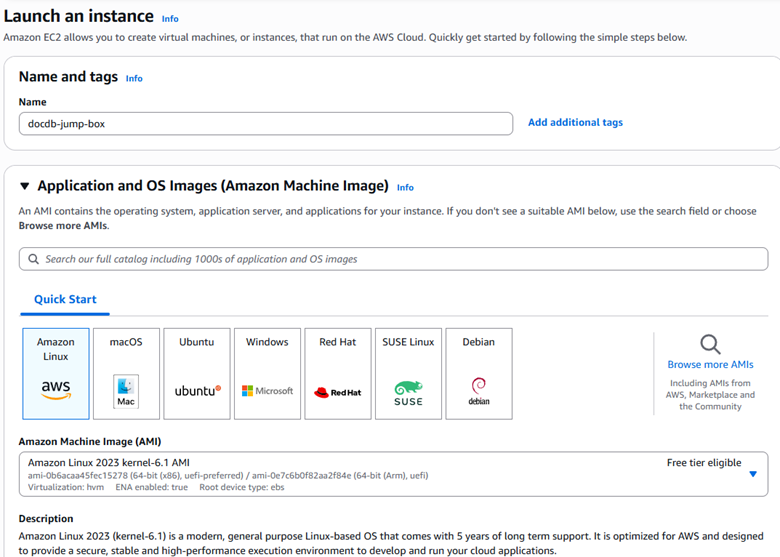 Launch an instance Info
Amazon EC2 allows you to create virtual machines, or instances, that run on the AWS Cloud. Quickly get started by following the simple steps below.
Name and tags Info
Name
docdb-jump-box
Add additional tags
Application and OS Images (Amazon Machine Image) Info
An AMI contains the operating system, application server, and applications for your instance. If you don't see a suitable AMI below, use the search field or choose
Browse more AMIs.
Search our full catalog including 1000s of application and OS images
Quick Start
Amazon Linux
aws
macOS
Mac
Ubuntu
ubuntu
Windows
Microsoft
Red Hat
Red Hat
SUSE Linux
SUSE
Debian
debian
Browse more AMIs
Including AMIs from
AWS, Marketplace and
the Community
Amazon Machine Image (AMI)
Amazon Linux 2023 kernel-6.1 AMI
Free tier eligible
ami-0b6acaa45fec15278 (64-bit (x86), uefi-preferred) / ami-0e7c6b0f82aa2f84e (64-bit (Arm), uefi)
Virtualization: hvm ENA enabled: true Root device type: ebs
Description
Amazon Linux 2023 (kernel-6.1) is a modern, general purpose Linux-based OS that comes with 5 years of long term support. It is optimized for AWS and designed
to provide a secure, stable and high-performance execution environment to develop and run your cloud applications.